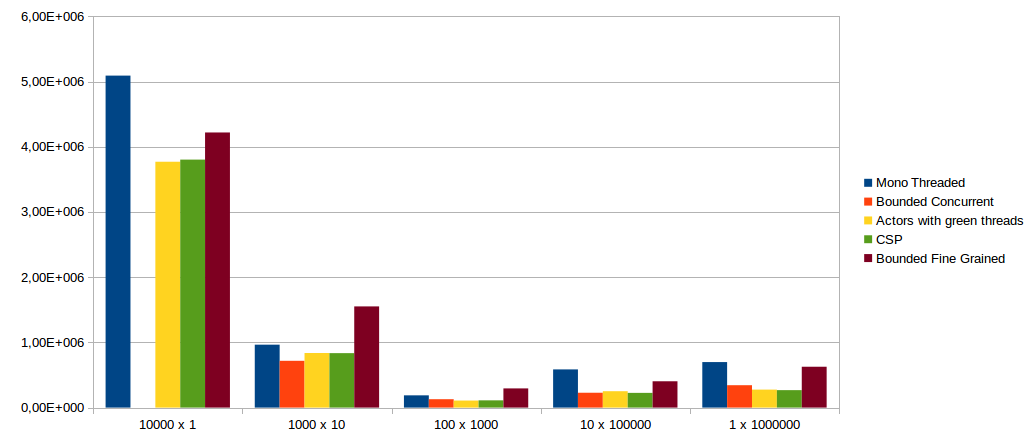 6,00E+006
5,00E+006
4,00E+006
3,00E+006
2,00E+006
1,00E+006
0,00E+000
10000 x 1
1000 x 10
100 x 1000
10 x 100000
1 x 1000000
Mono Threaded
Bounded Concurrent
Actors with green threads
CSP
Bounded Fine Grained